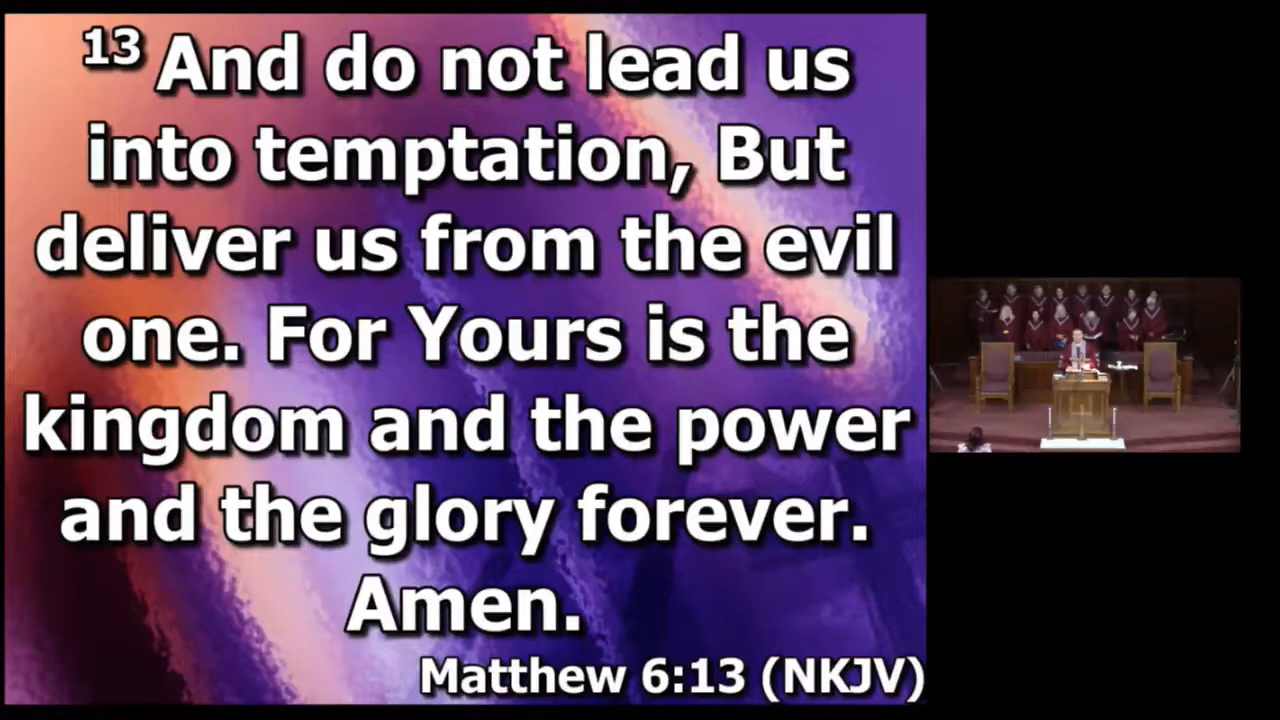 13 And do not lead us
into temptation, But
deliver us from the evil
one. For Yours is the
kingdom and the power
and the glory forever.
Amen.
Matthew 6:13 (NKJV)